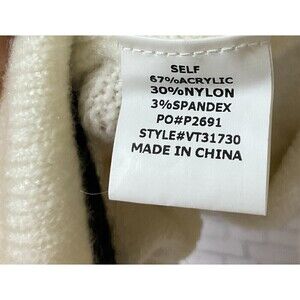 SELF
67%ACRYLIC
30%NYLON
3%SPANDEX
PO#P2691
STYLE#VT31730
MADE IN CHINA